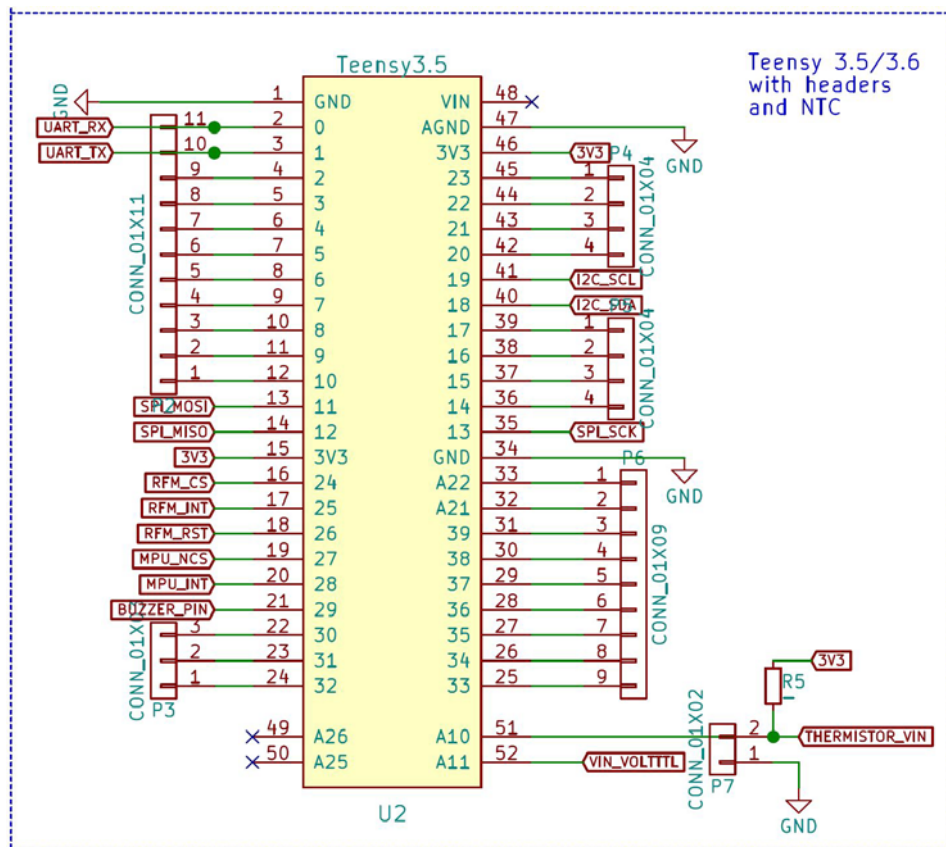 Teensy3.5
Teensy 3.5/3.6
with headers
and NTC
GND
1 GND VIN 48
UART_RX 11 2 0 AGND 47
GND
UART_TX 10 3 1 3V3 46 3V3 P4
9 4 2 23 45 1
8 5 3 22 44 2
7 6 4 21 43 3
6 7 5 20 42 4
CONN_01X11
CONN_01X04
5 8 6 19 41 I2C_SCL
4 9 7 18 40 I2C_SDA
3 10 8 17 39 1
2 11 9 16 38 2
1 12 10 15 37 3
CONN_01X04
SPI_MOSI P2 13 11 14 36 4
SPI_MISO 14 12 13 35 SPI_SCK
3V3 15 3V3 GND 34 P6
GND
RFM_CS 16 24 A22 33 1
RFM_INT 17 25 A21 32 2
RFM_RST 18 26 39 31 3
MPU_NCS 19 27 38 30 4
MPU_INT 20 28 37 29 5
BUZZER_PIN 21 29 36 28 6
3 22 30 35 27 7
2 23 31 34 26 8
1 24 32 33 25 9
CONN_01X09
P3
3V3
R5
49 A26 A10 51 2 THERMISTOR_VIN
50 A25 A11 52 VIN_VOLTTTL 1
CONN_01X02
P7
GND
U2